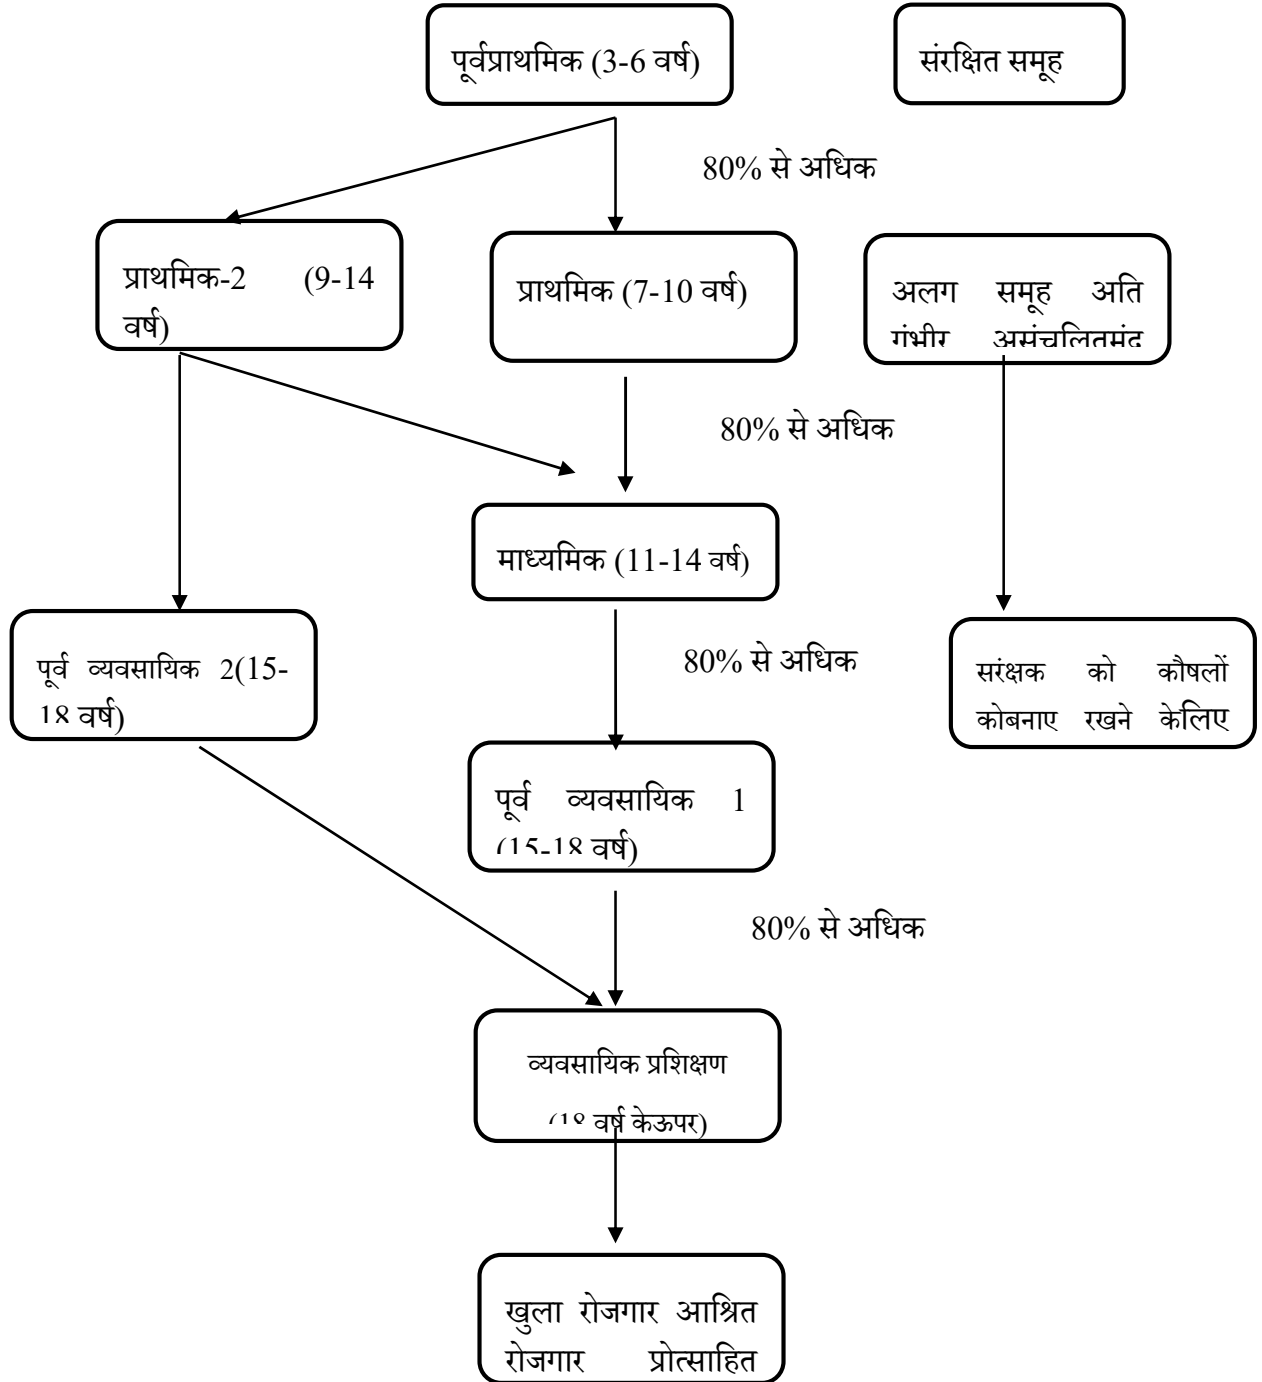 पूर्वप्राथमिक (3-6 वर्ष)
संरक्षित समूह
80% से अधिक
प्राथमिक-2 (9-14
वर्ष)
प्राथमिक (7-10 वर्ष)
अलग समूह अति
गंभीर असंचलितमंद
80% से अधिक
माध्यमिक (11-14 वर्ष)
80% से अधिक
पूर्व व्यवसायिक 2(15-
18 वर्ष)
सरंक्षक को कौषलों
कोबनाए रखने केलिए
पूर्व व्यवसायिक 1
(15-18 वर्ष)
80% से अधिक
व्यवसायिक प्रशिक्षण
(18 वर्ष केऊपर)
खुला रोजगार आश्रित
रोजगार प्रोत्साहित